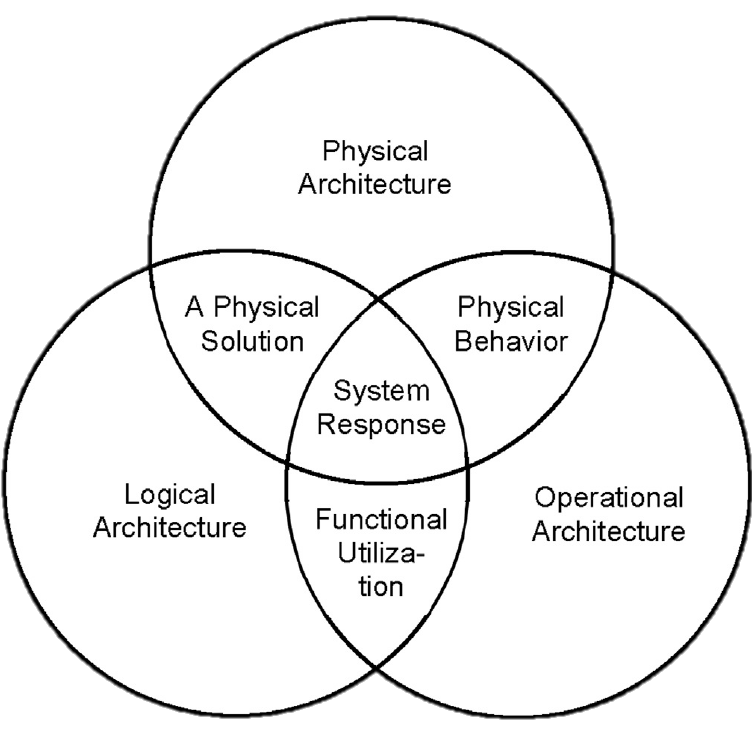 Physical
Architecture
A Physical
Solution
Physical
Behavior
System
Response
Logical
Architecture
Functional
Utiliza-
tion
Operational
Architecture